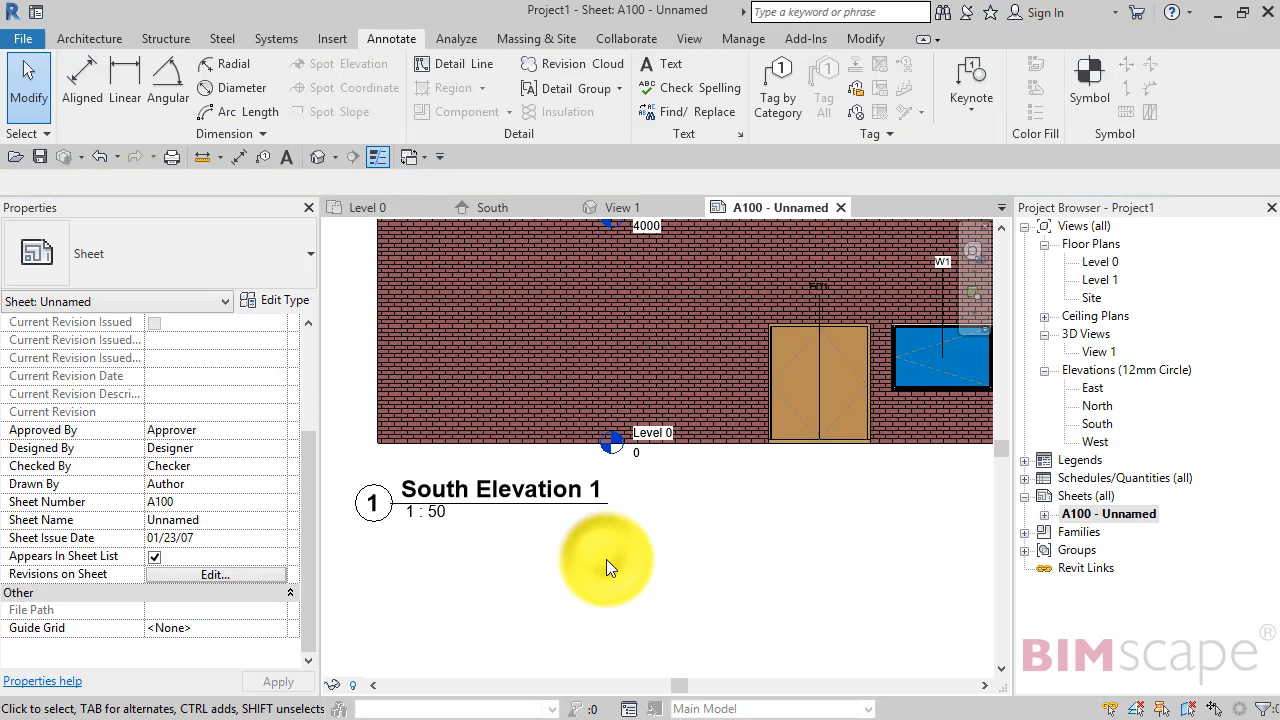 Project1 - Sheet: A100 - Unnamed
Type a keyword or phrase
Sign In
File
Architecture
Structure
Steel
Systems
Insert
Annotate
Analyze
Massing & Site
Collaborate
View
Manage
Add-Ins
Modify
Modify
Select
Aligned
Linear
Angular
Radial
Diameter
Arc Length
Spot Elevation
Spot Coordinate
Spot Slope
Dimension
Detail Line
Region
Component
Revision Cloud
Detail Group
Insulation
Detail
Text
Check Spelling
Find/ Replace
Text
Tag by
Category
Tag
All
Tag
Keynote
Color Fill
Symbol
Symbol
Properties
Sheet
Sheet: Unnamed
Edit Type
Current Revision Issued
Current Revision Issued...
Current Revision Issued...
Current Revision Date
Current Revision Descri...
Current Revision
Approved By Approver
Designed By Designer
Checked By Checker
Drawn By Author
Sheet Number A100
Sheet Name Unnamed
Sheet Issue Date 01/23/07
Appears In Sheet List
Revisions on Sheet Edit...
Other
File Path
Guide Grid <None>
Properties help
Apply
Level 0
South
View 1
A100 - Unnamed
4000
W1
Level 0
0
1
South Elevation 1
1 : 50
Project Browser - Project1
Views (all)
Floor Plans
Level 0
Level 1
Site
Ceiling Plans
3D Views
View 1
Elevations (12mm Circle)
East
North
South
West
Legends
Schedules/Quantities (all)
Sheets (all)
A100 - Unnamed
Families
Groups
Revit Links
BIMscape®
Click to select, TAB for alternates, CTRL adds, SHIFT unselects
:0
Main Model
:0